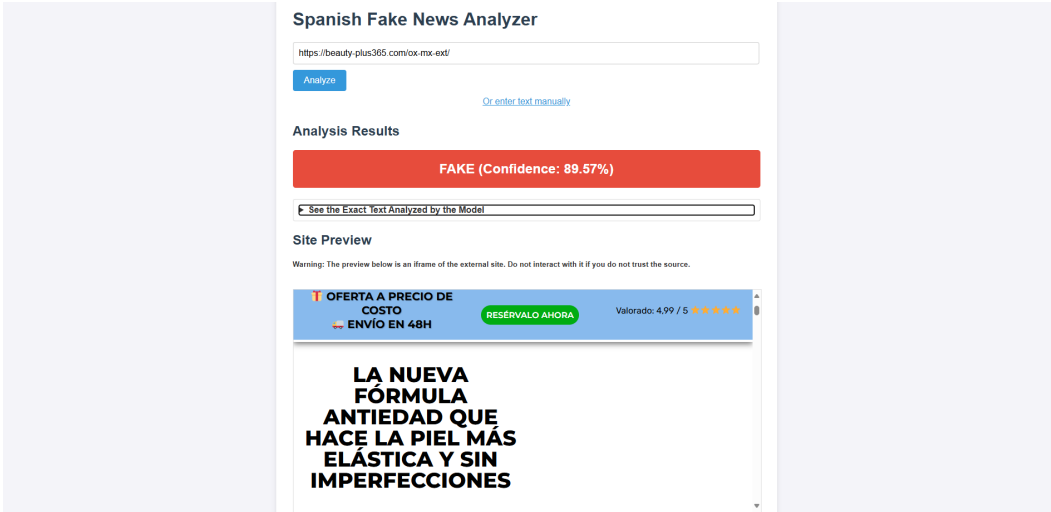 Spanish Fake News Analyzer
https://beauty-plus365.com/ox-mx-ext/
Analyze
Or enter text manually
Analysis Results
FAKE (Confidence: 89.57%)
See the Exact Text Analyzed by the Model
Site Preview
Warning: The preview below is an iframe of the external site. Do not interact with it if you do not trust the source.
OFERTA A PRECIO DE
COSTO
ENVÍO EN 48H
RESÉRVALO AHORA
Valorado: 4,99 / 5
LA NUEVA
FÓRMULA
ANTIEDAD QUE
HACE LA PIEL MÁS
ELÁSTICA Y SIN
IMPERFECCIONES